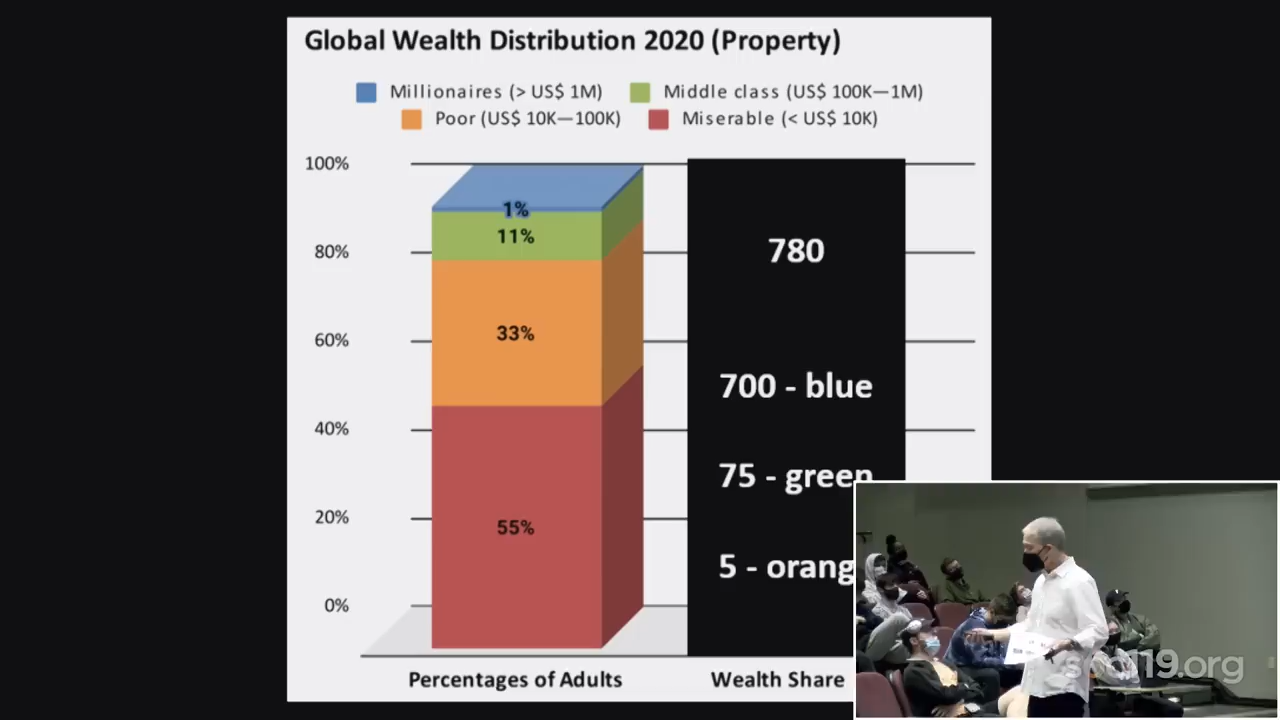 Global Wealth Distribution 2020 (Property)
Millionaires (> US$ 1M) Middle class (US$ 100K—1M)
Poor (US$ 10K—100K) Miserable (< US$ 10K)
100%
80%
60%
40%
20%
0%
1%
11%
33%
55%
780
700 - blue
75 - green
5 - orang
Percentages of Adults
Wealth Share
soc119.org